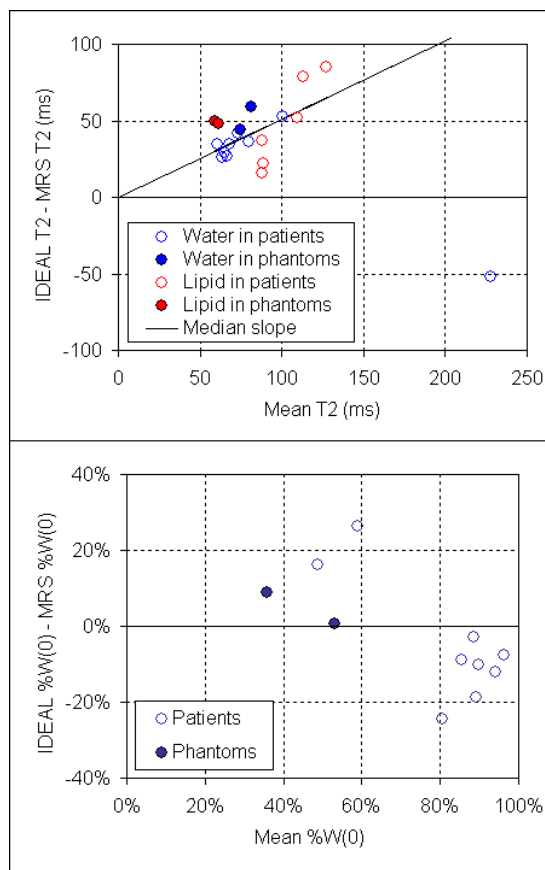 100
50
0
-50
-100
IDEAL T2 - MRS T2 (ms)
Water in patients
Water in phantoms
Lipid in patients
Lipid in phantoms
Median slope
0 50 100 150 200 250
Mean T2 (ms)
40%
20%
0%
-20%
-40%
IDEAL %W(0) - MRS %W(0)
Patients
Phantoms
0% 20% 40% 60% 80% 100%
Mean %W(0)